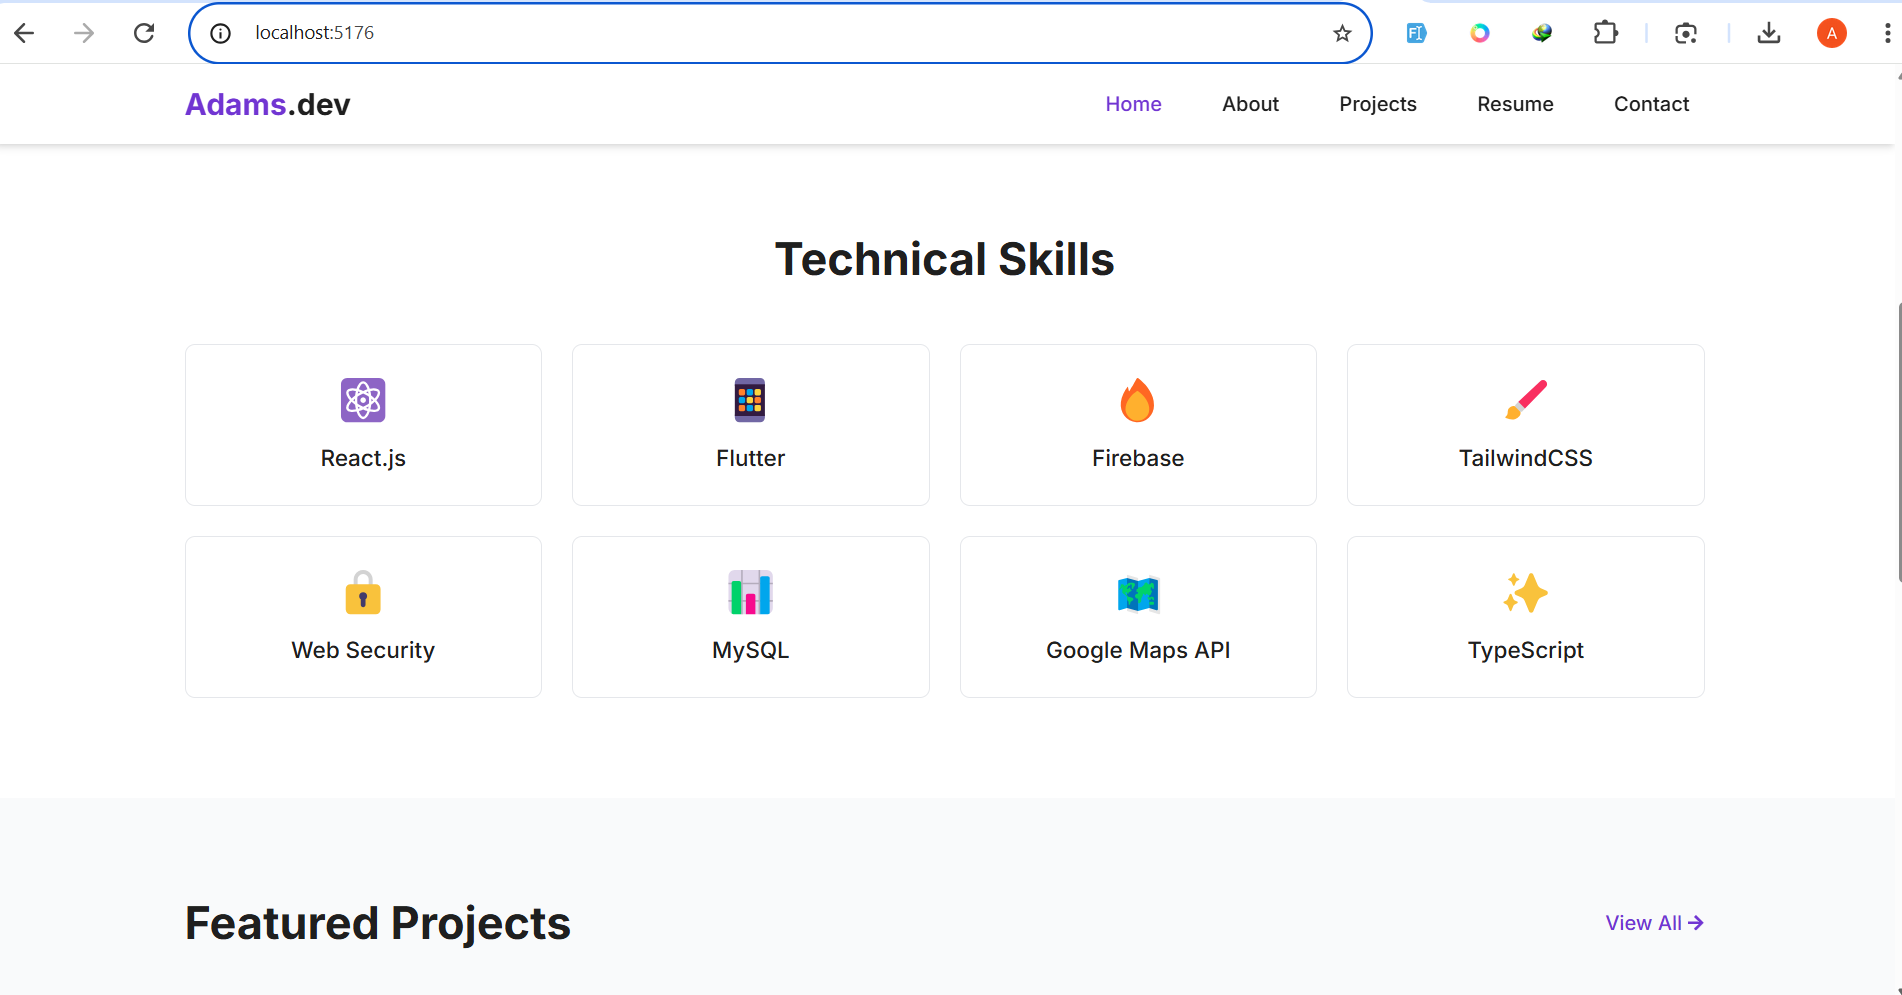 localhost:5176
A
Adams.dev
Home About Projects Resume Contact
Technical Skills
React.js Flutter Firebase TailwindCSS
Web Security MySQL Google Maps API TypeScript
Featured Projects
View All →